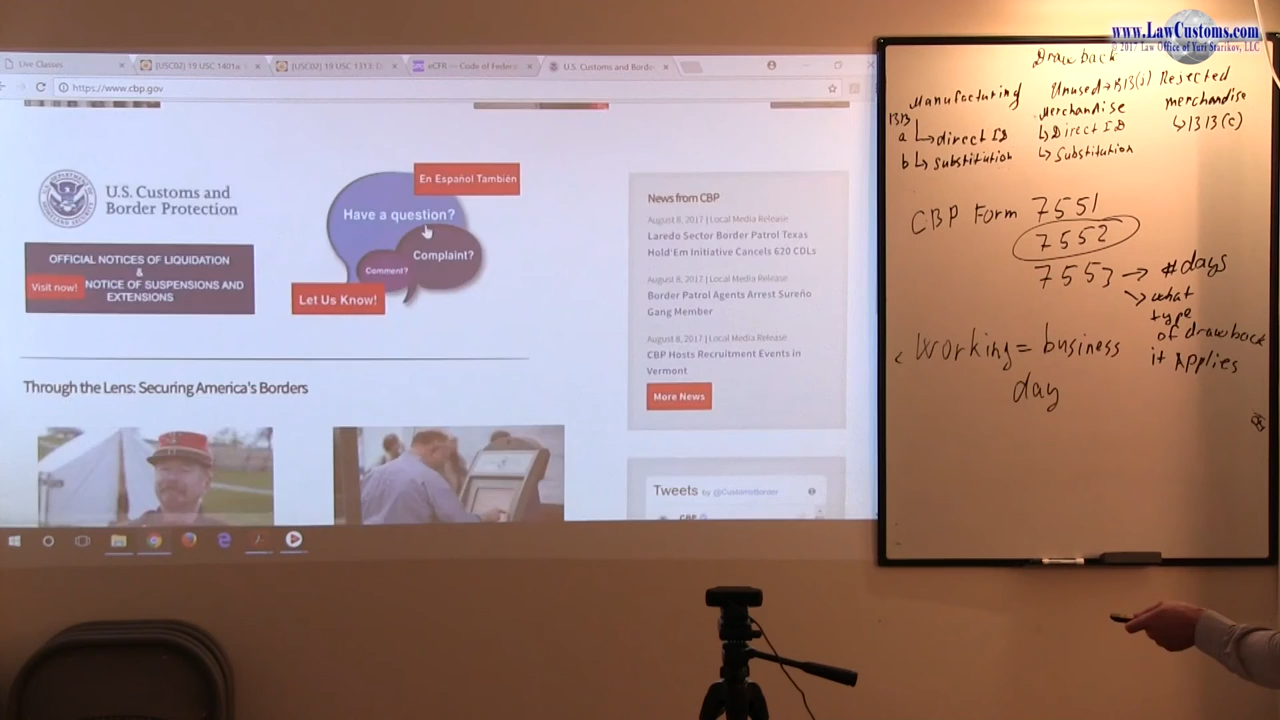 www.LawCustoms.com
© 2017 Law Office of Yuri Starikov, LLC
Live Classes
[USC02] 19 USC 1401a
[USC02] 19 USC 1313: D
eCFR — Code of Federa
U.S. Customs and Borde
https://www.cbp.gov
U.S. Customs and
Border Protection
OFFICIAL NOTICES OF LIQUIDATION
&
NOTICE OF SUSPENSIONS AND
EXTENSIONS
Visit now!
En Español También
Have a question?
Complaint?
Comment?
Let Us Know!
News from CBP
August 8, 2017 | Local Media Release
Laredo Sector Border Patrol Texas
Hold'Em Initiative Cancels 620 CDLs
August 8, 2017 | Local Media Release
Border Patrol Agents Arrest Sureño
Gang Member
August 8, 2017 | Local Media Release
CBP Hosts Recruitment Events in
Vermont
More News
Through the Lens: Securing America's Borders
Tweets by @CustomsBorder
CBP
Drawback
Manufacturing
1313
a ↳ direct ID
b ↳ substitution
Unused → 1313(j)
Merchandise
↳ Direct ID
↳ Substitution
Rejected
merchandise
↳ 1313(c)
CBP Form 7551
7552
7553 → # days
↘ what
type
of drawback
it Applies
Working = business
day